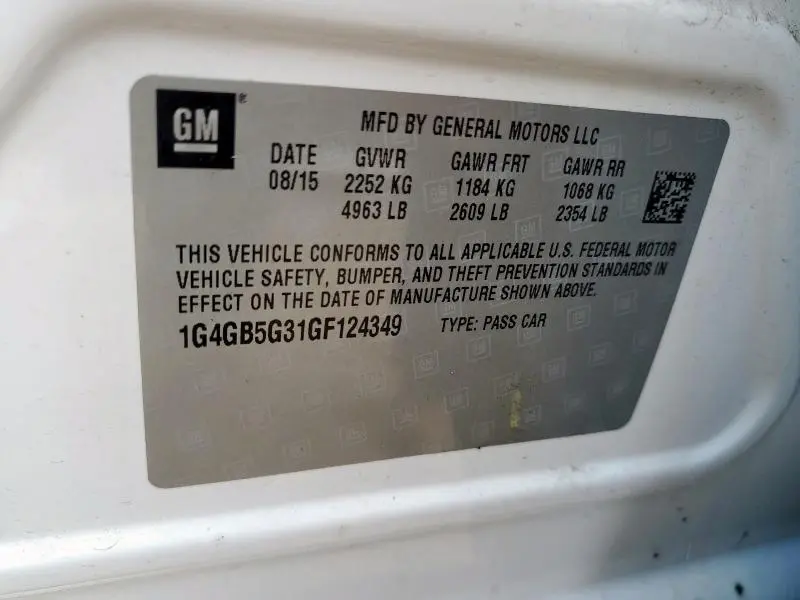 GM®
MFD BY GENERAL MOTORS LLC
DATE GVWR GAWR FRT GAWR RR
08/15 2252 KG 1184 KG 1068 KG
4963 LB 2609 LB 2354 LB
THIS VEHICLE CONFORMS TO ALL APPLICABLE U.S. FEDERAL MOTOR
VEHICLE SAFETY, BUMPER, AND THEFT PREVENTION STANDARDS IN
EFFECT ON THE DATE OF MANUFACTURE SHOWN ABOVE.
1G4GB5G31GF124349 TYPE: PASS CAR